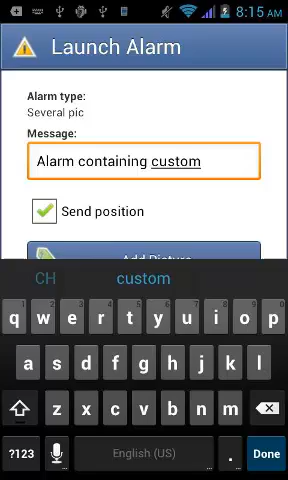 8:15 AM
Launch Alarm
Alarm type:
Several pic
Message:
Alarm containing custom
Send position
Add Picture
CH custom
q w e r t y u i o p
a s d f g h j k l
z x c v b n m
?123 English (US) . Done